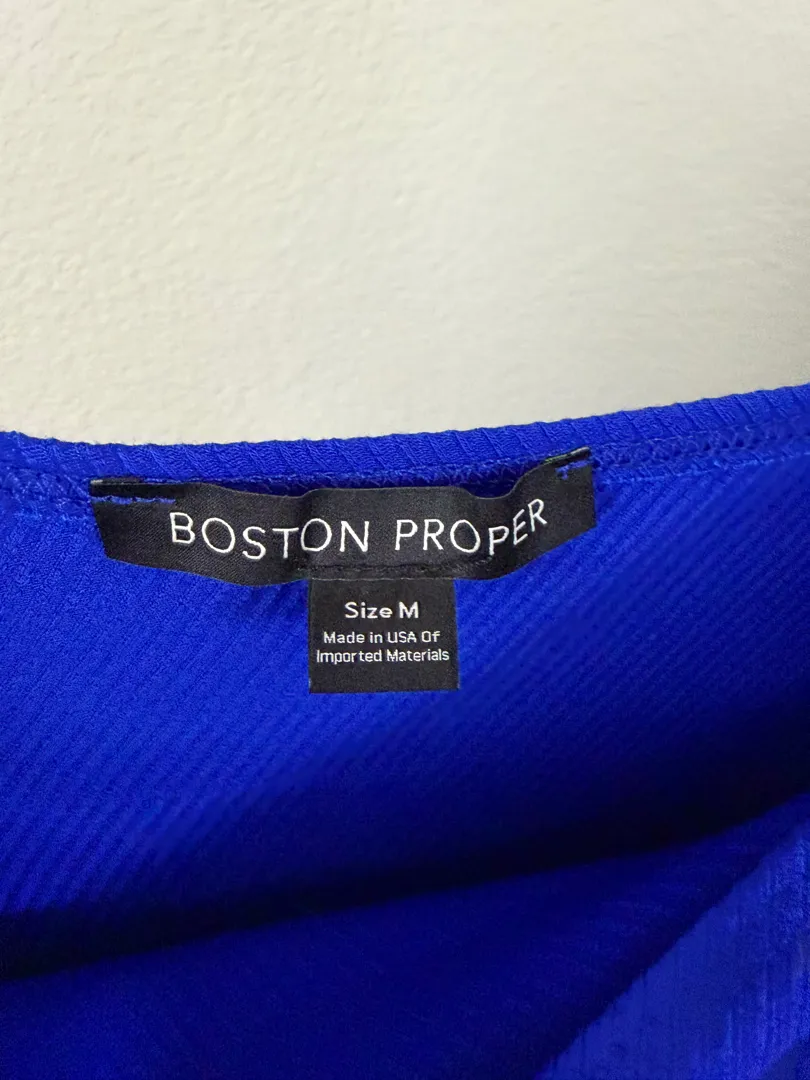 BOSTON PROPER
Size M
Made in USA Of
Imported Materials